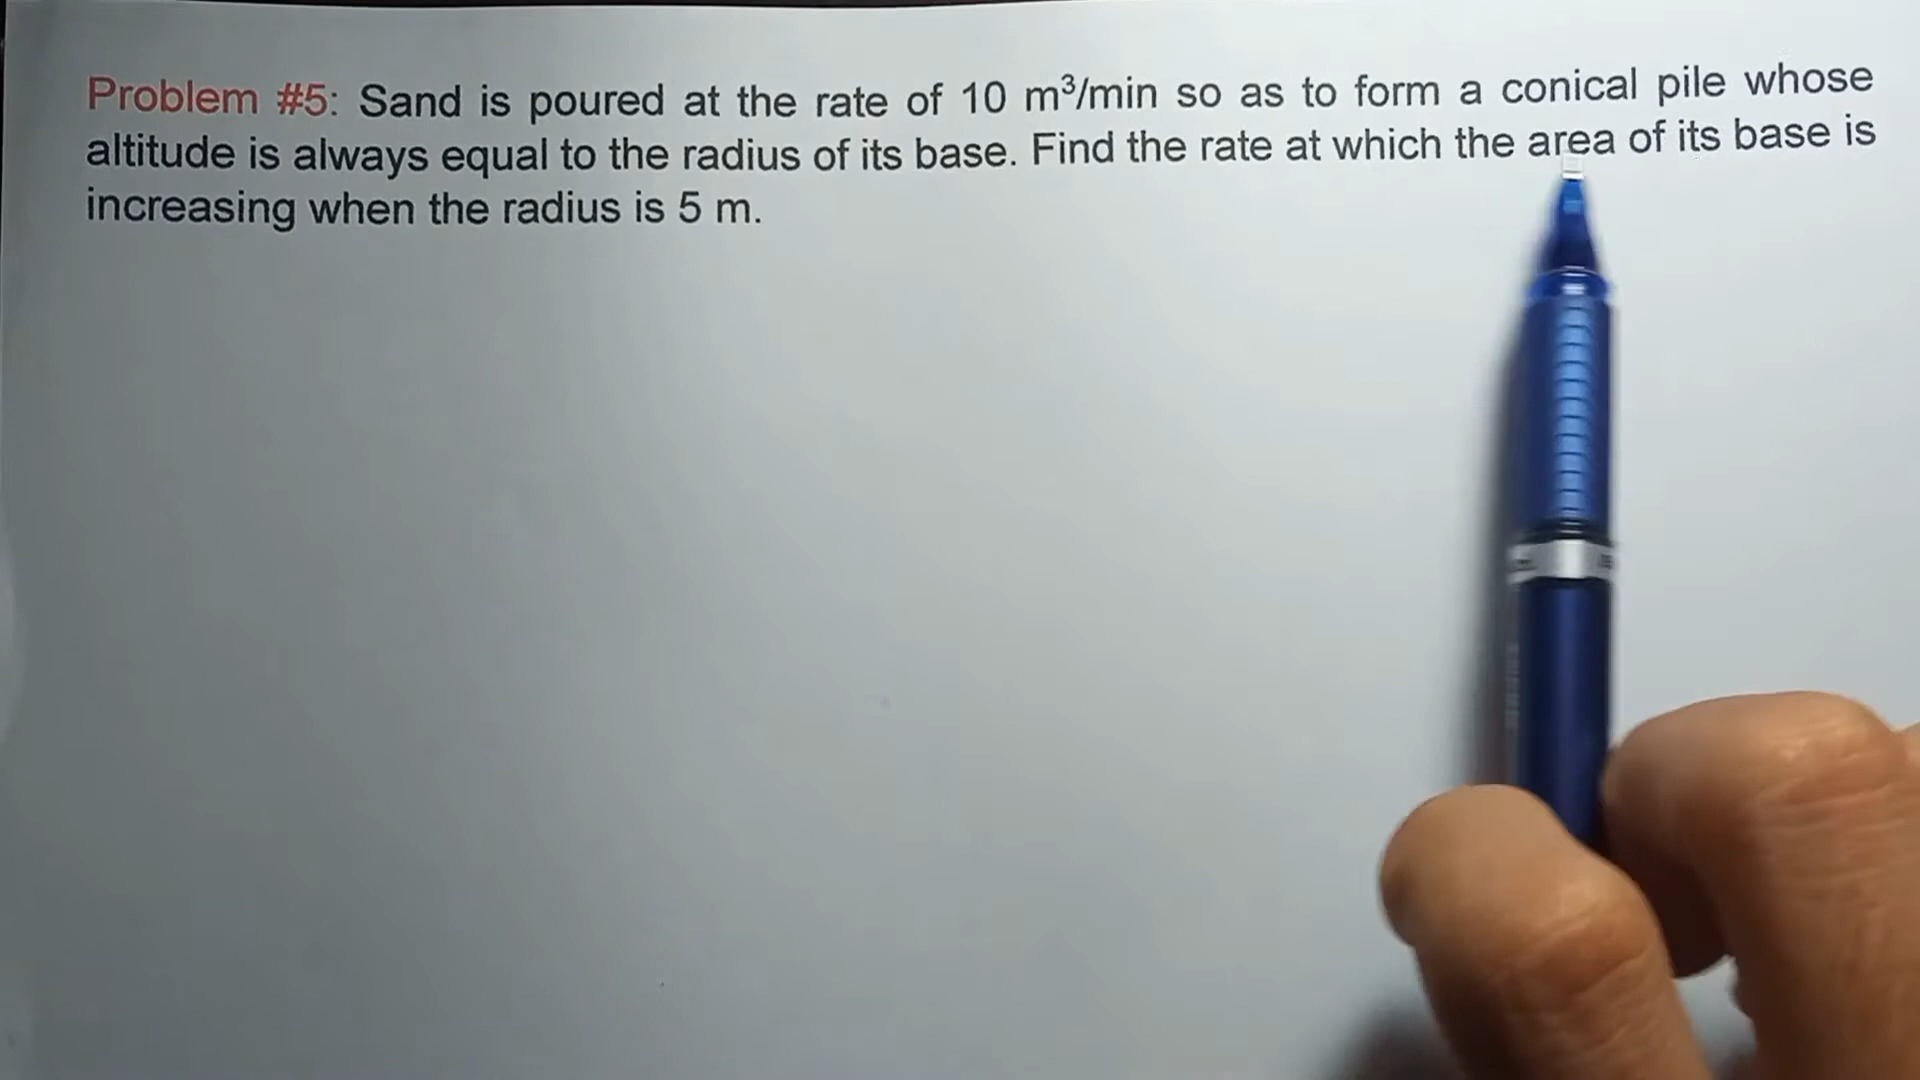 Problem #5: Sand is poured at the rate of 10 m³/min so as to form a conical pile whose
altitude is always equal to the radius of its base. Find the rate at which the area of its base is
increasing when the radius is 5 m.